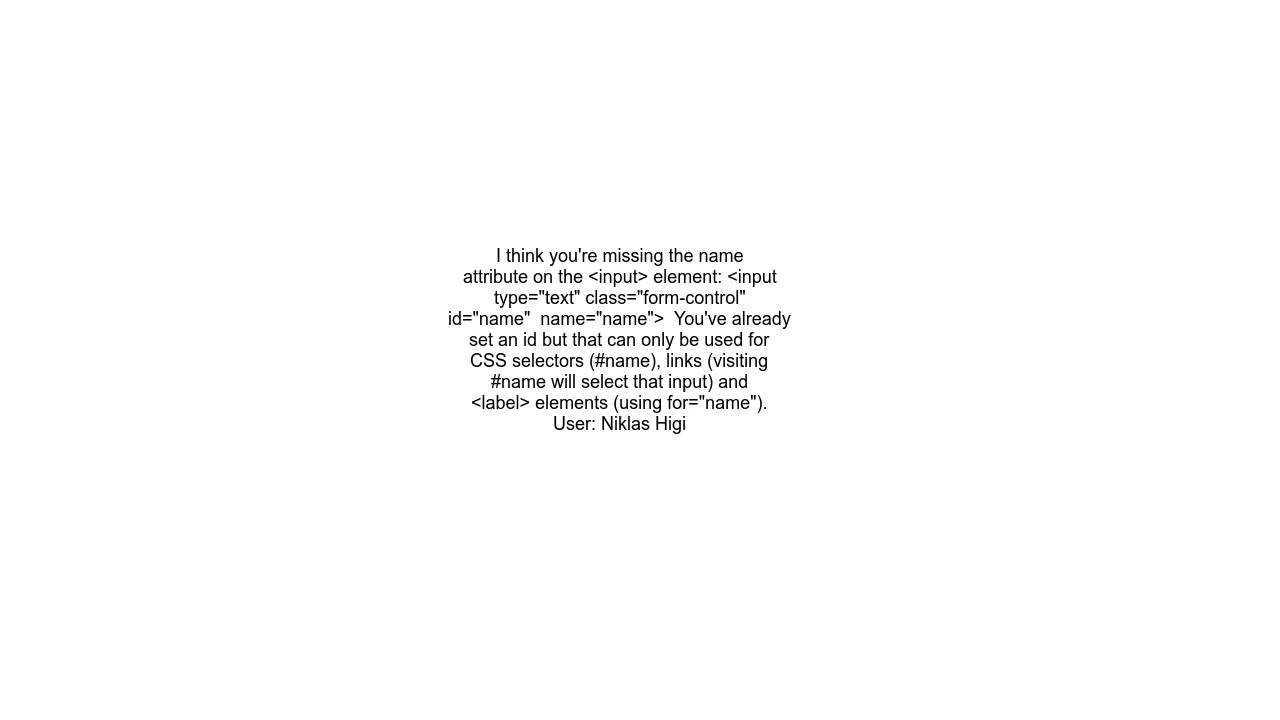 I think you're missing the name
attribute on the <input> element: <input
type="text" class="form-control"
id="name"  name="name">  You've already
set an id but that can only be used for
CSS selectors (#name), links (visiting
#name will select that input) and
<label> elements (using for="name").
User: Niklas Higi